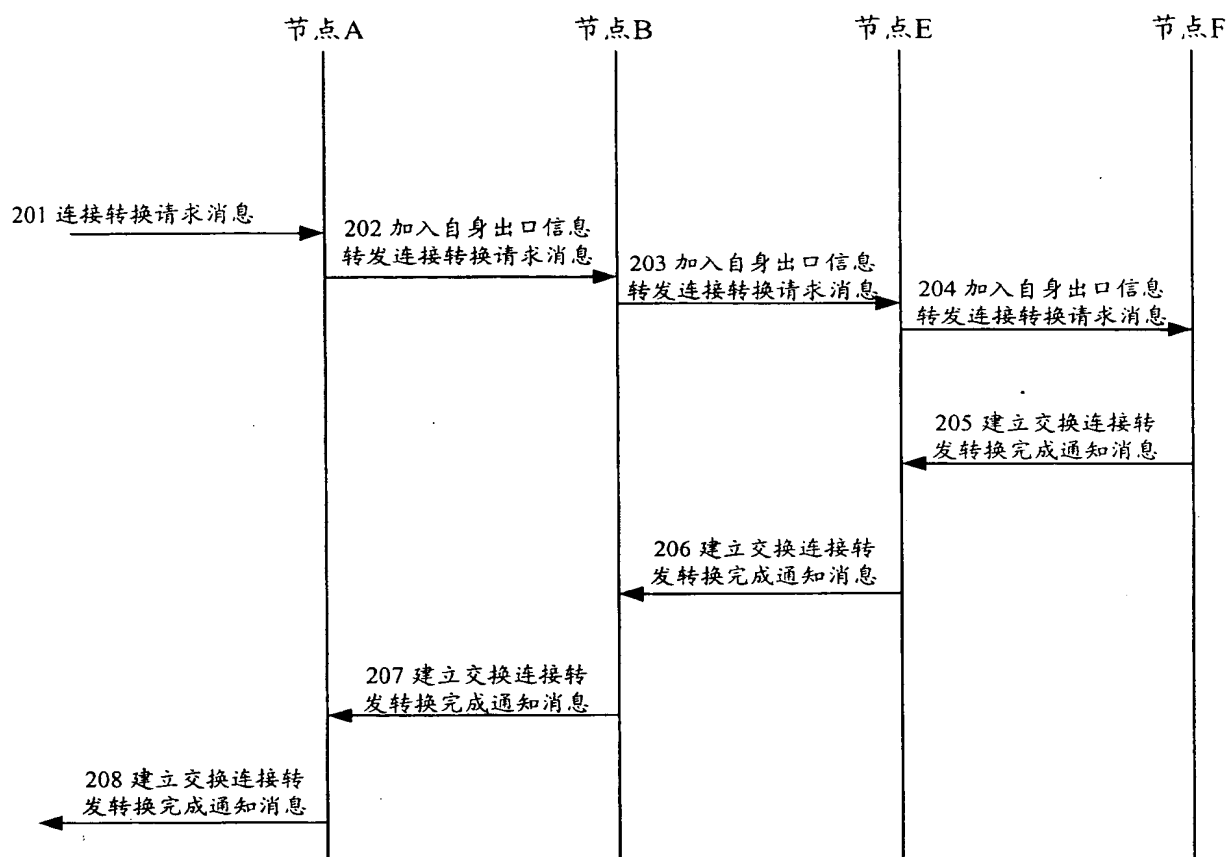 节点A
节点B
节点E
节点F
201 连接转换请求消息
202 加入自身出口信息
转发连接转换请求消息
203 加入自身出口信息
转发连接转换请求消息
204 加入自身出口信息
转发连接转换请求消息
205 建立交换连接转
发转换完成通知消息
206 建立交换连接转
发转换完成通知消息
207 建立交换连接转
发转换完成通知消息
208 建立交换连接转
发转换完成通知消息